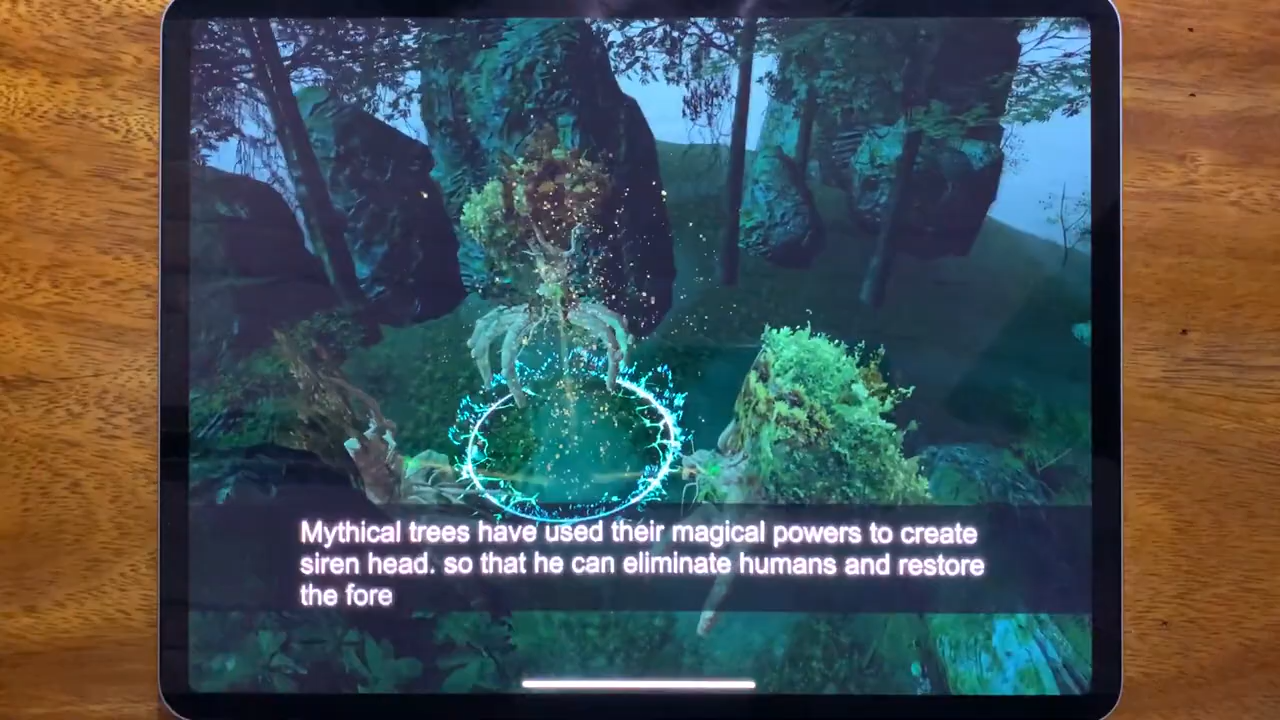 Mythical trees have used their magical powers to create
siren head. so that he can eliminate humans and restore
the fore